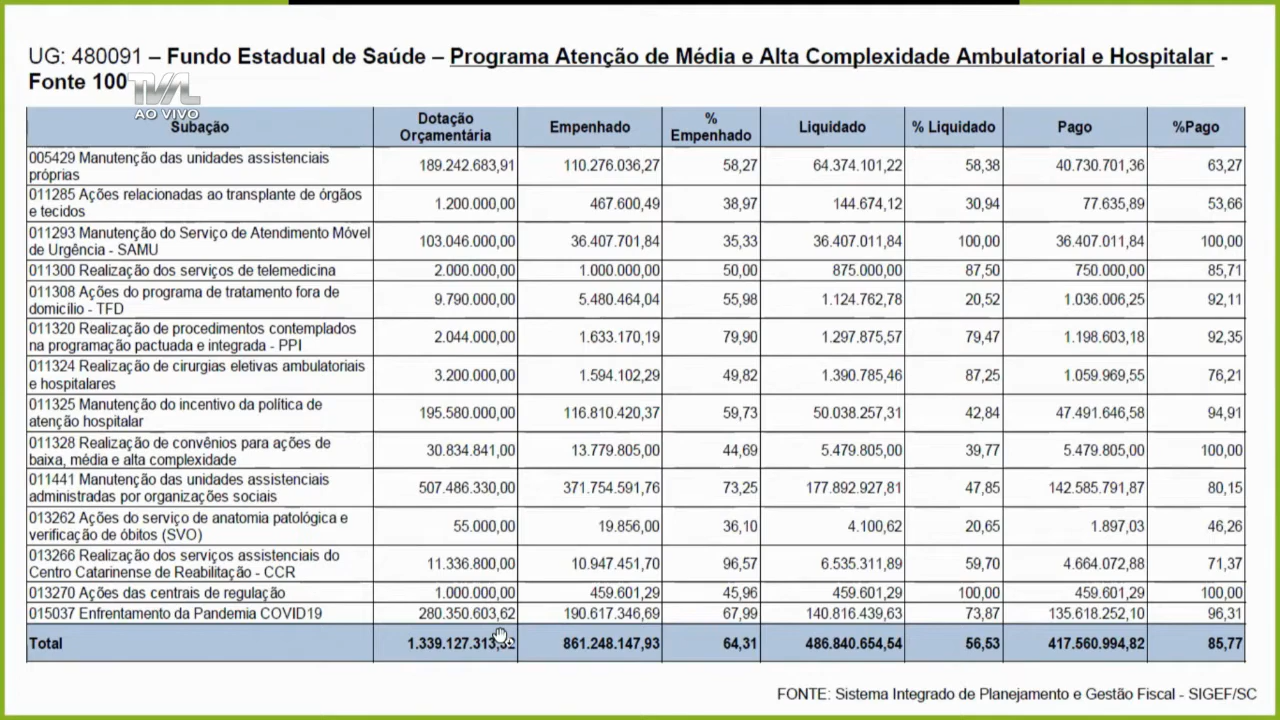 UG: 480091 – Fundo Estadual de Saúde – Programa Atenção de Média e Alta Complexidade Ambulatorial e Hospitalar -
Fonte 100
TVAL
AO VIVO
Subação Dotação Orçamentária Empenhado % Empenhado Liquidado % Liquidado Pago %Pago
005429 Manutenção das unidades assistenciais
próprias 189.242.683,91 110.276.036,27 58,27 64.374.101,22 58,38 40.730.701,36 63,27
011285 Ações relacionadas ao transplante de órgãos
e tecidos 1.200.000,00 467.600,49 38,97 144.674,12 30,94 77.635,89 53,66
011293 Manutenção do Serviço de Atendimento Móvel
de Urgência - SAMU 103.046.000,00 36.407.701,84 35,33 36.407.011,84 100,00 36.407.011,84 100,00
011300 Realização dos serviços de telemedicina 2.000.000,00 1.000.000,00 50,00 875.000,00 87,50 750.000,00 85,71
011308 Ações do programa de tratamento fora de
domicílio - TFD 9.790.000,00 5.480.464,04 55,98 1.124.762,78 20,52 1.036.006,25 92,11
011320 Realização de procedimentos contemplados
na programação pactuada e integrada - PPI 2.044.000,00 1.633.170,19 79,90 1.297.875,57 79,47 1.198.603,18 92,35
011324 Realização de cirurgias eletivas ambulatoriais
e hospitalares 3.200.000,00 1.594.102,29 49,82 1.390.785,46 87,25 1.059.969,55 76,21
011325 Manutenção do incentivo da política de
atenção hospitalar 195.580.000,00 116.810.420,37 59,73 50.038.257,31 42,84 47.491.646,58 94,91
011328 Realização de convênios para ações de
baixa, média e alta complexidade 30.834.841,00 13.779.805,00 44,69 5.479.805,00 39,77 5.479.805,00 100,00
011441 Manutenção das unidades assistenciais
administradas por organizações sociais 507.486.330,00 371.754.591,76 73,25 177.892.927,81 47,85 142.585.791,87 80,15
013262 Ações do serviço de anatomia patológica e
verificação de óbitos (SVO) 55.000,00 19.856,00 36,10 4.100,62 20,65 1.897,03 46,26
013266 Realização dos serviços assistenciais do
Centro Catarinense de Reabilitação - CCR 11.336.800,00 10.947.451,70 96,57 6.535.311,89 59,70 4.664.072,88 71,37
013270 Ações das centrais de regulação 1.000.000,00 459.601,29 45,96 459.601,29 100,00 459.601,29 100,00
015037 Enfrentamento da Pandemia COVID19 280.350.603,62 190.617.346,69 67,99 140.816.439,63 73,87 135.618.252,10 96,31
Total 861.248.147,93 64,31 486.840.654,54 56,53 417.560.994,82 85,77
FONTE: Sistema Integrado de Planejamento e Gestão Fiscal - SIGEF/SC